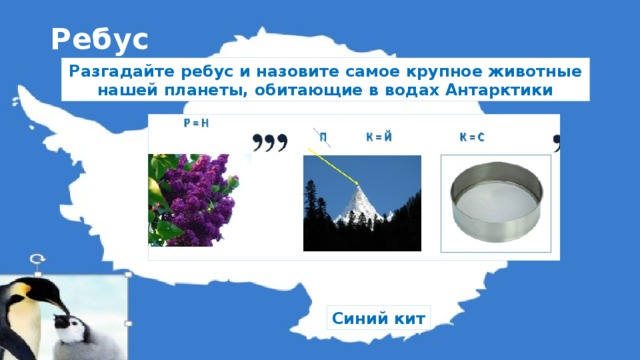 Ребус
Разгадайте ребус и назовите самое крупное животные
нашей планеты, обитающие в водах Антарктики
Р = Н
,,, П К = Й К = С ,
Синий кит